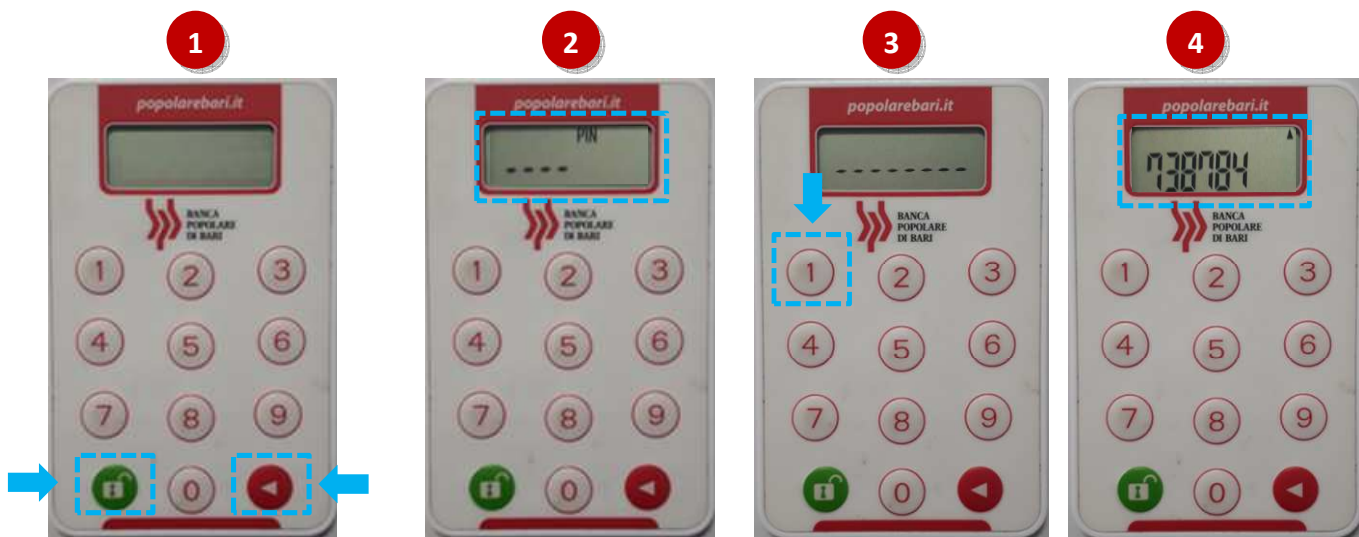 1
2
3
4
popolarebari.it
BANCA
POPOLARE
DI BARI
1 2 3
4 5 6
7 8 9
0
popolarebari.it
PIN
- - - -
BANCA
POPOLARE
DI BARI
1 2 3
4 5 6
7 8 9
0
popolarebari.it
- - - - - - - - -
BANCA
POPOLARE
DI BARI
1 2 3
4 5 6
7 8 9
0
popolarebari.it
738784
BANCA
POPOLARE
DI BARI
1 2 3
4 5 6
7 8 9
0